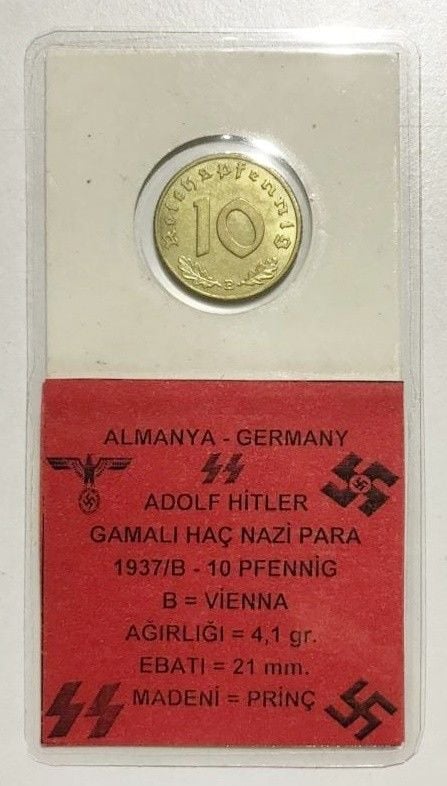 Reichspfennig
10
B
ALMANYA - GERMANY
ADOLF HİTLER
GAMALI HAÇ NAZİ PARA
1937/B - 10 PFENNİG
B = VİENNA
AĞIRLIĞI = 4,1 gr.
EBATI = 21 mm.
MADENİ = PRİNÇ